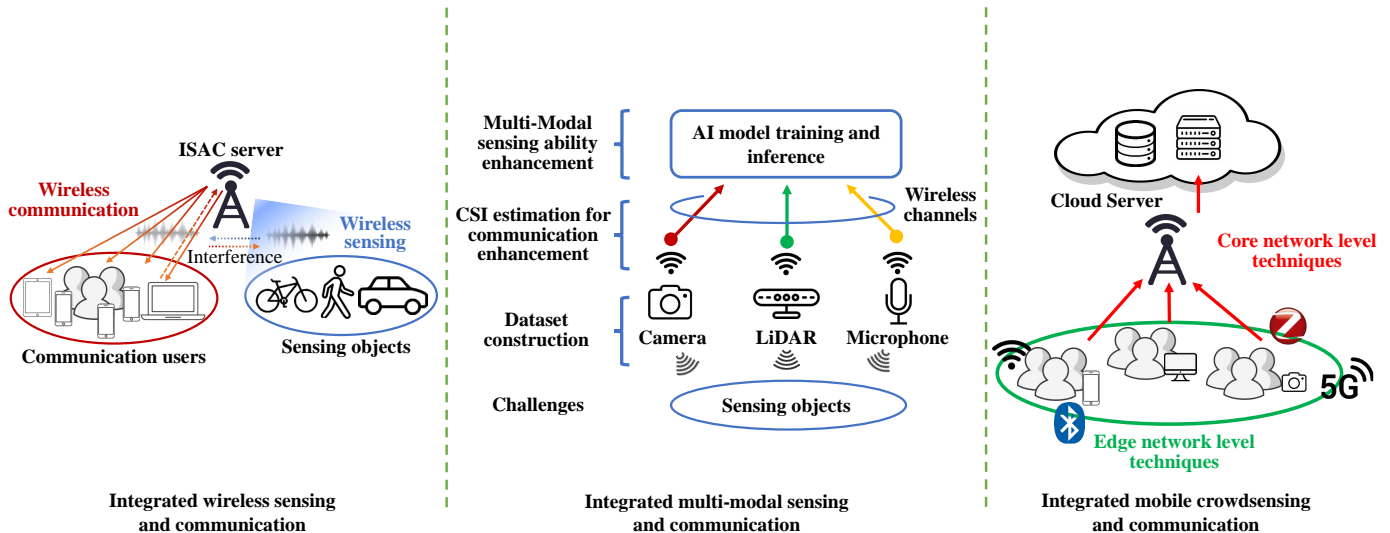 ISAC server
Wireless
communication
Wireless
sensing
Interference
Communication users
Sensing objects
Integrated wireless sensing
and communication
Multi-Modal
sensing ability
enhancement
AI model training and
inference
CSI estimation for
communication
enhancement
Wireless
channels
Dataset
construction
Camera
LiDAR
Microphone
Challenges
Sensing objects
Integrated multi-modal sensing
and communication
Cloud Server
Core network level
techniques
5G
Edge network level
techniques
Integrated mobile crowdsensing
and communication